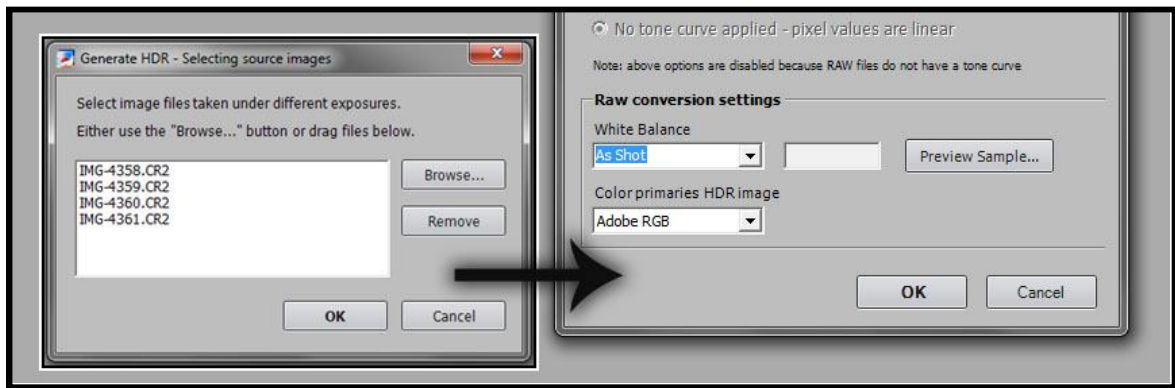 Generate HDR - Selecting source images
Select image files taken under different exposures.
Either use the "Browse..." button or drag files below.
IMG-4358.CR2
IMG-4359.CR2
IMG-4360.CR2
IMG-4361.CR2
Browse...
Remove
OK
Cancel
No tone curve applied - pixel values are linear
Note: above options are disabled because RAW files do not have a tone curve
Raw conversion settings
White Balance
As Shot
Preview Sample...
Color primaries HDR image
Adobe RGB
OK
Cancel